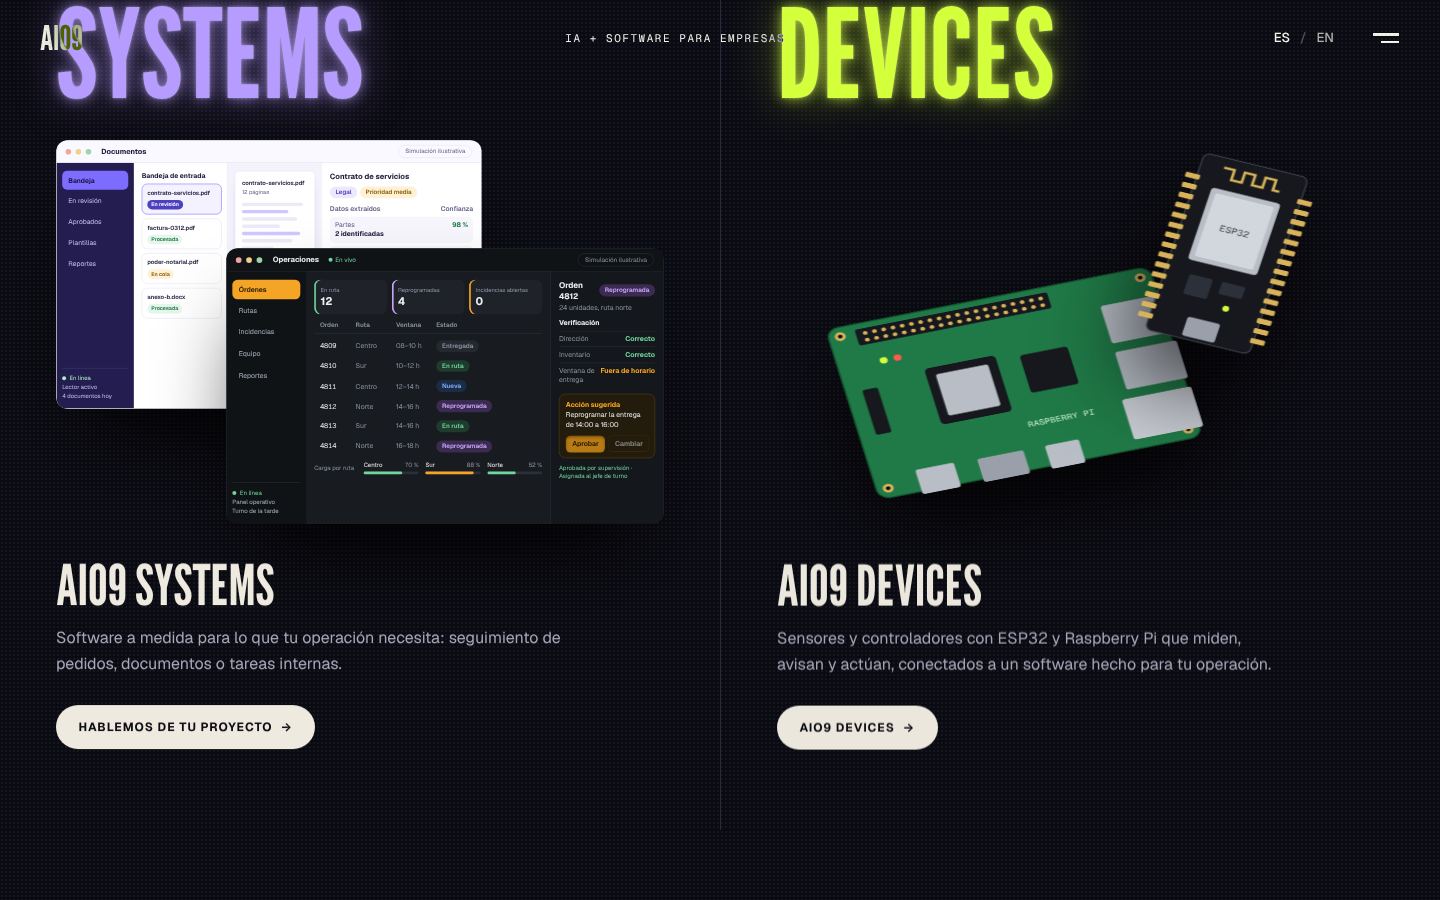 SYSTEMS
DEVICES
AI09
IA + SOFTWARE PARA EMPRESAS
ES / EN
Documentos
Simulación ilustrativa
Bandeja
En revisión
Aprobados
Plantillas
Reportes
En línea
Lector activo
4 documentos hoy
Bandeja de entrada
contrato-servicios.pdf
En revisión
factura-0312.pdf
Procesada
poder-notarial.pdf
En cola
anexo-b.docx
Procesada
contrato-servicios.pdf
12 páginas
Contrato de servicios
Legal
Prioridad media
Datos extraídos
Confianza
Partes
98 %
2 identificadas
Operaciones
En vivo
Simulación ilustrativa
Órdenes
Rutas
Incidencias
Equipo
Reportes
En línea
Panel operativo
Turno de la tarde
En ruta
12
Reprogramadas
4
Incidencias abiertas
0
Orden Ruta Ventana Estado
4809 Centro 08–10 h Entregada
4810 Sur 10–12 h En ruta
4811 Centro 12–14 h Nueva
4812 Norte 14–16 h Reprogramada
4813 Sur 14–16 h En ruta
4814 Norte 16–18 h Reprogramada
Carga por ruta
Centro 70 %
Sur 88 %
Norte 52 %
Orden
4812
Reprogramada
24 unidades, ruta norte
Verificación
Dirección Correcto
Inventario Correcto
Ventana de
entrega
Fuera de horario
Acción sugerida
Reprogramar la entrega
de 14:00 a 16:00
Aprobar
Cambiar
Aprobada por supervisión ·
Asignada al jefe de turno
ESP32
RASPBERRY PI
AI09 SYSTEMS
Software a medida para lo que tu operación necesita: seguimiento de
pedidos, documentos o tareas internas.
HABLEMOS DE TU PROYECTO →
AI09 DEVICES
Sensores y controladores con ESP32 y Raspberry Pi que miden,
avisan y actúan, conectados a un software hecho para tu operación.
AI09 DEVICES →